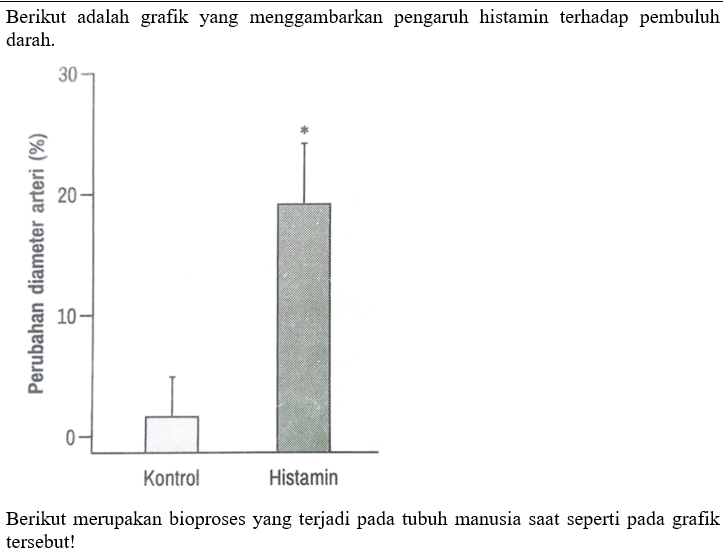 Berikut adalah grafik yang menggambarkan pengaruh histamin terhadap pembuluh
darah.
30
*
20
Perubahan diameter arteri (%)
10
0
Kontrol
Histamin
Berikut merupakan bioproses yang terjadi pada tubuh manusia saat seperti pada grafik
tersebut!